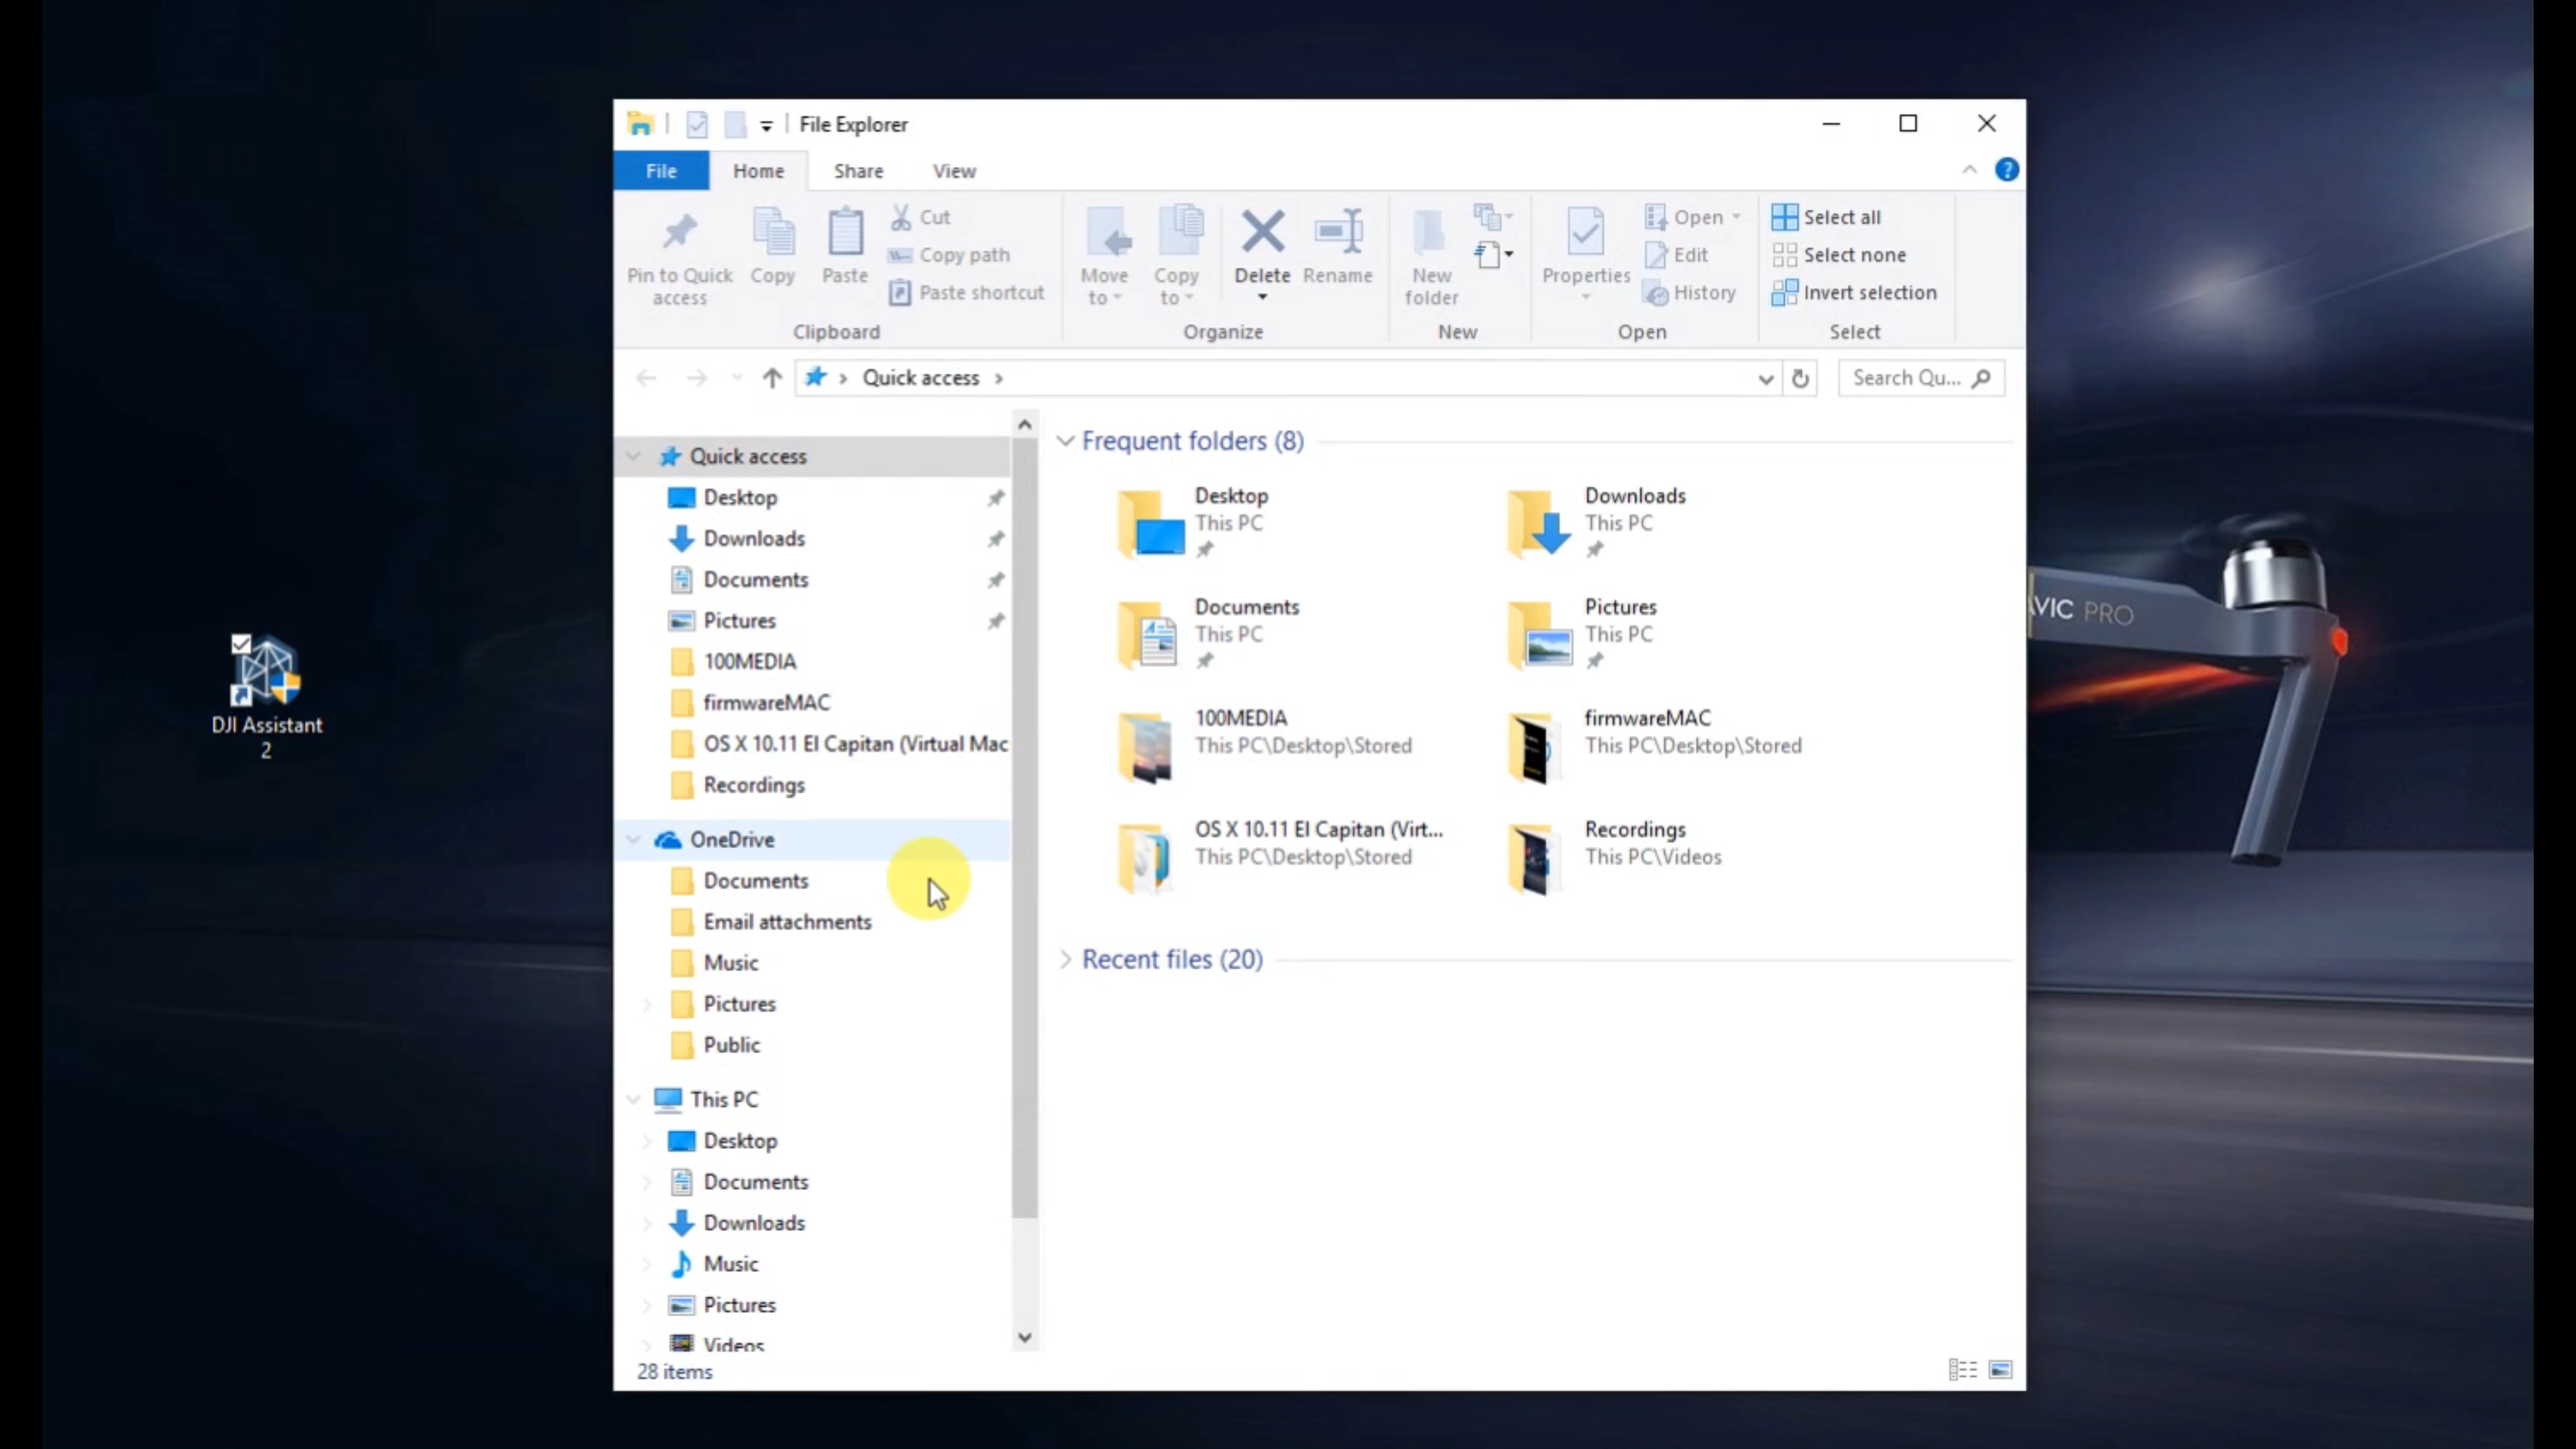 File Explorer
File Home Share View
Pin to Quick access
Copy
Paste
Cut
Copy path
Paste shortcut
Clipboard
Move to
Copy to
Delete
Rename
Organize
New folder
New
Properties
Open
Edit
History
Open
Select all
Select none
Invert selection
Select
Quick access
Search Qu...
Quick access
Desktop
Downloads
Documents
Pictures
100MEDIA
firmwareMAC
OS X 10.11 El Capitan (Virtual Mac
Recordings
OneDrive
Documents
Email attachments
Music
Pictures
Public
This PC
Desktop
Documents
Downloads
Music
Pictures
Videos
28 items
Frequent folders (8)
Desktop
This PC
Downloads
This PC
Documents
This PC
Pictures
This PC
100MEDIA
This PC\Desktop\Stored
firmwareMAC
This PC\Desktop\Stored
OS X 10.11 El Capitan (Virt...
This PC\Desktop\Stored
Recordings
This PC\Videos
Recent files (20)
DJI Assistant
2
AVIC PRO